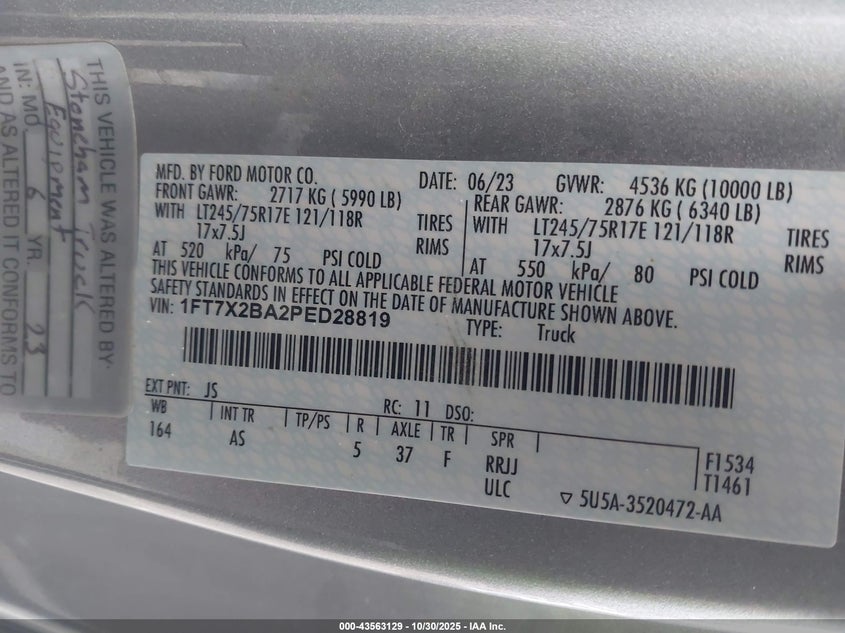 THIS VEHICLE WAS ALTERED BY
Stoneham Truck
Equipment
IN: MO. 6 YR. 23
AND AS ALTERED IT CONFORMS TO
MFD. BY FORD MOTOR CO. DATE: 06/23 GVWR: 4536 KG (10000 LB)
FRONT GAWR: 2717 KG ( 5990 LB) REAR GAWR: 2876 KG ( 6340 LB)
WITH LT245/75R17E 121/118R TIRES WITH LT245/75R17E 121/118R TIRES
17x7.5J RIMS 17x7.5J RIMS
AT 520 kPa/ 75 PSI COLD AT 550 kPa/ 80 PSI COLD
THIS VEHICLE CONFORMS TO ALL APPLICABLE FEDERAL MOTOR VEHICLE
SAFETY STANDARDS IN EFFECT ON THE DATE OF MANUFACTURE SHOWN ABOVE.
VIN: 1FT7X2BA2PED28819 TYPE: Truck
EXT PNT: JS RC: 11 DSO:
WB INT TR TP/PS R AXLE TR SPR
164 AS 5 37 F RRJJ
ULC
F1534
T1461
▽ 5U5A-3520472-AA
000-43563129 - 10/30/2025 - IAA Inc.